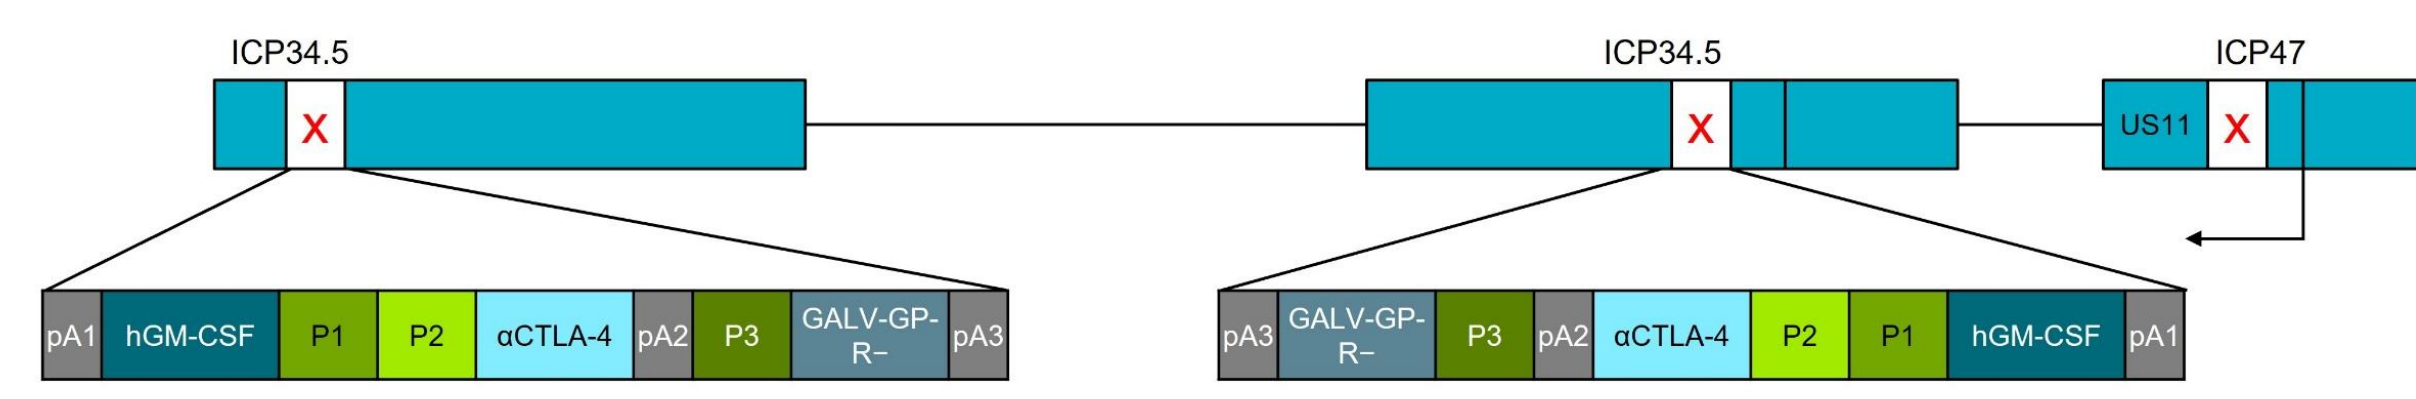 ICP34.5
ICP34.5
ICP47
X
X
US11
X
pA1
hGM-CSF
P1
P2
αCTLA-4
pA2
P3
GALV-GP-
R−
pA3
pA3
GALV-GP-
R−
P3
pA2
αCTLA-4
P2
P1
hGM-CSF
pA1